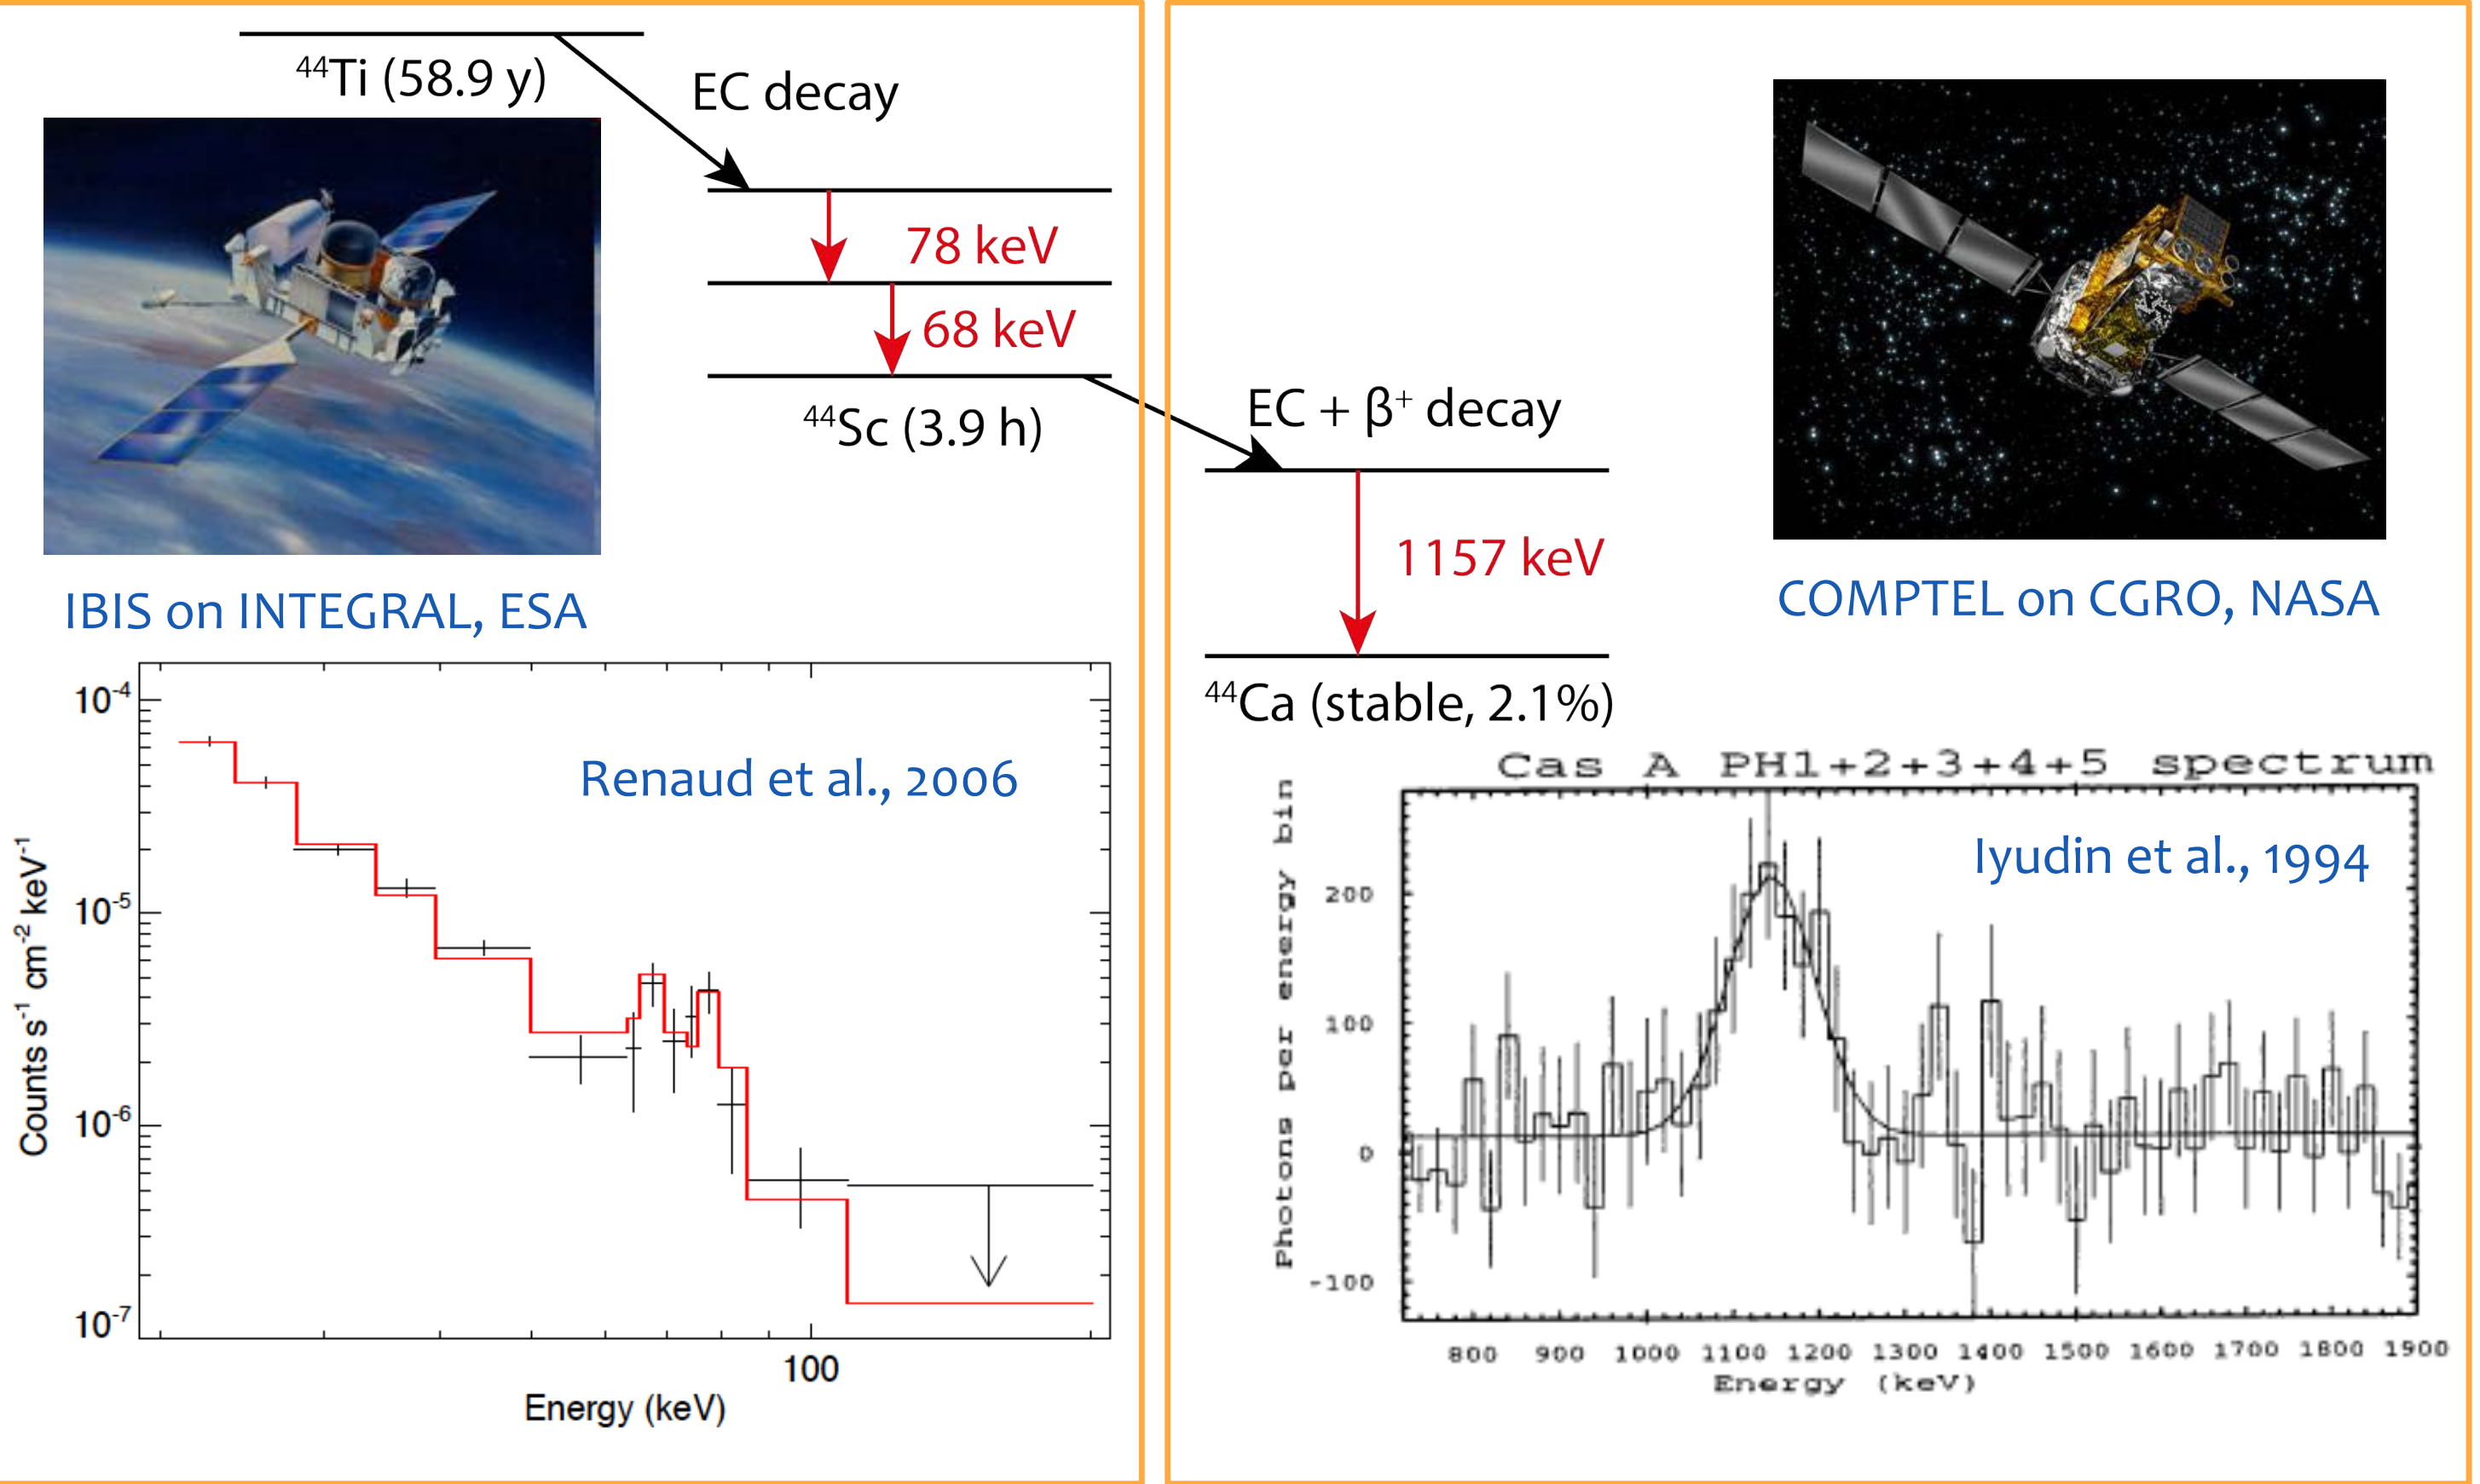 ⁴⁴Ti (58.9 y)
EC decay
78 keV
68 keV
⁴⁴Sc (3.9 h)
EC + β⁺ decay
1157 keV
⁴⁴Ca (stable, 2.1%)
IBIS on INTEGRAL, ESA
COMPTEL on CGRO, NASA
Renaud et al., 2006
10⁻⁴
10⁻⁵
10⁻⁶
10⁻⁷
Counts s⁻¹ cm⁻² keV⁻¹
100
Energy (keV)
Cas A PH1+2+3+4+5 spectrum
Iyudin et al., 1994
Photons per energy bin
200
100
0
-100
800 900 1000 1100 1200 1300 1400 1500 1600 1700 1800 1900
Energy (keV)